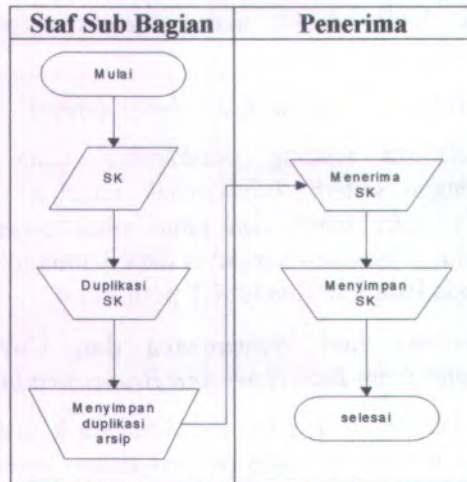 Staf Sub Bagian
Penerima
Mulai
SK
Duplikasi
SK
Menyimpan
duplikasi
arsip
Menerima
SK
Menyimpan
SK
selesai